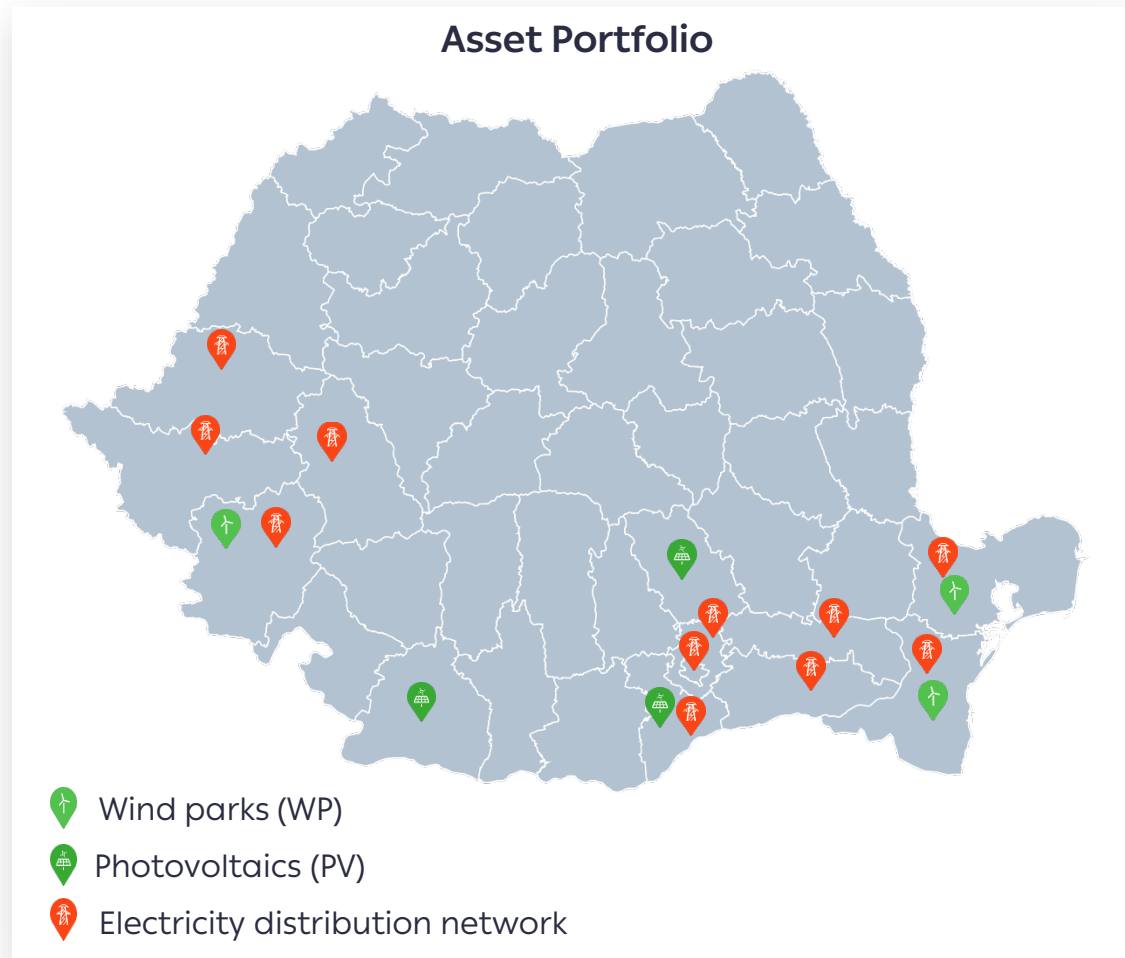 Asset Portfolio
Wind parks (WP)
Photovoltaics (PV)
Electricity distribution network